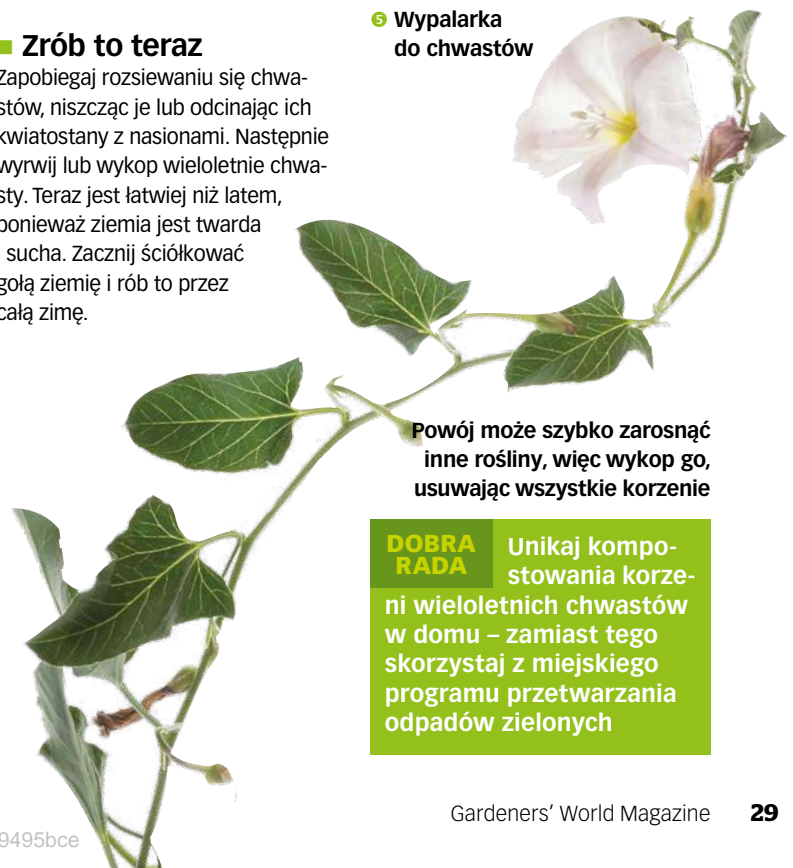 Zrób to teraz
Zapobiegaj rozsiewaniu się chwa-
stów, niszcząc je lub odcinając ich
kwiatostany z nasionami. Następnie
wyrwij lub wykop wieloletnie chwa-
sty. Teraz jest łatwiej niż latem,
ponieważ ziemia jest twarda
i sucha. Zacznij ściółkować
gołą ziemię i rób to przez
całą zimę.
5 Wypalarka
do chwastów
Powój może szybko zarosnąć
inne rośliny, więc wykop go,
usuwając wszystkie korzenie
DOBRA
RADA
Unikaj kompo-
stowania korze-
ni wieloletnich chwastów
w domu – zamiast tego
skorzystaj z miejskiego
programu przetwarzania
odpadów zielonych
Gardeners' World Magazine 29
9495bce